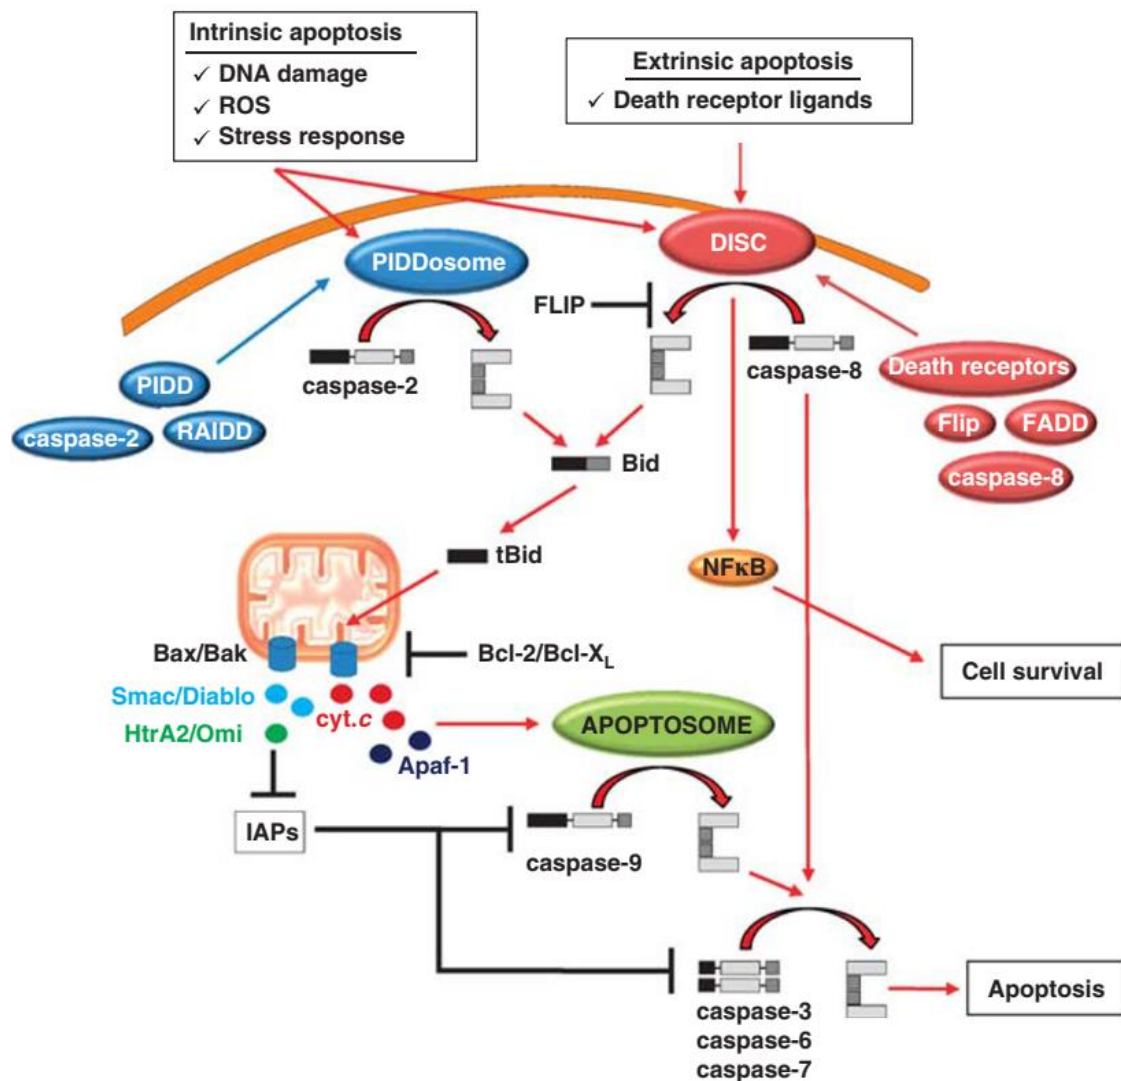 Intrinsic apoptosis
✓ DNA damage
✓ ROS
✓ Stress response
Extrinsic apoptosis
✓ Death receptor ligands
DISC
PIDDosome
FLIP
caspase-2
caspase-8
PIDD
caspase-2
RAIDD
Death receptors
Flip
FADD
caspase-8
Bid
tBid
NFκB
Bax/Bak
Bcl-2/Bcl-X_L
Cell survival
Smac/Diablo
cyt.c
HtrA2/Omi
Apaf-1
APOPTOSOME
IAPs
caspase-9
caspase-3
caspase-6
caspase-7
Apoptosis